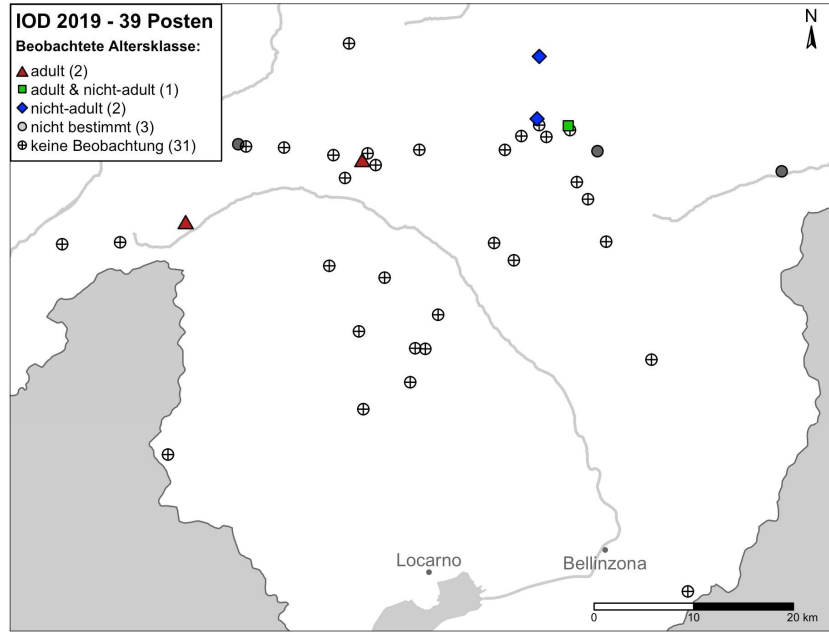 IOD 2019 - 39 Posten
Beobachtete Altersklasse:
adult (2)
adult & nicht-adult (1)
nicht-adult (2)
nicht bestimmt (3)
keine Beobachtung (31)
N
Locarno
Bellinzona
0 10 20 km